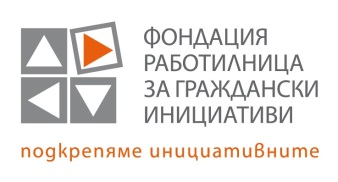 ФОНДАЦИЯ
РАБОТИЛНИЦА
ЗА ГРАЖДАНСКИ
ИНИЦИАТИВИ
подкрепяме инициативните